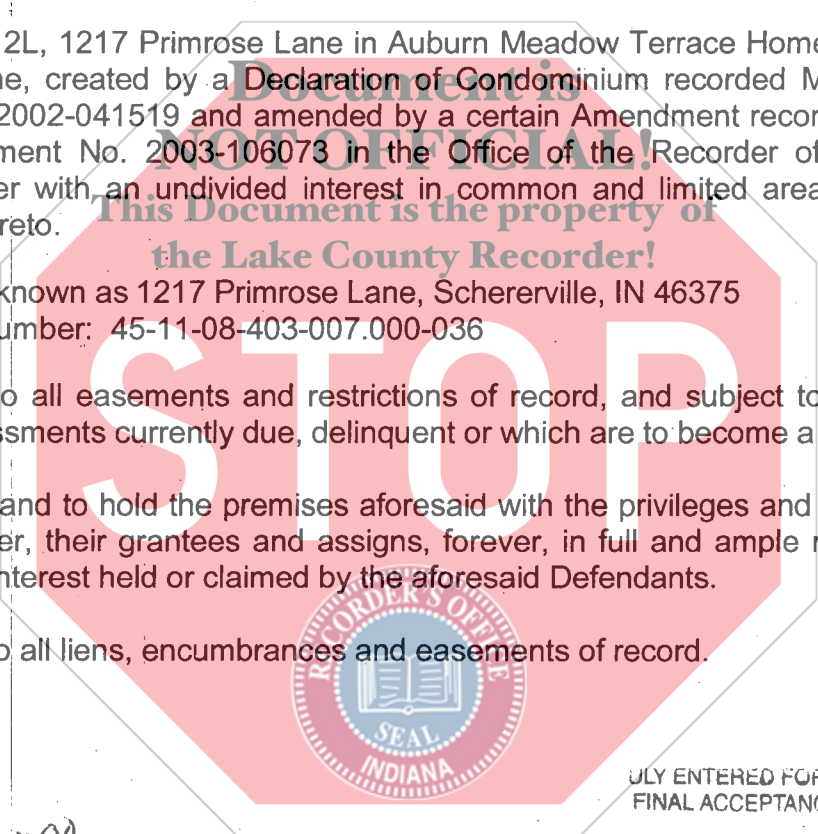 2L, 1217 Primrose Lane in Auburn Meadow Terrace Home
ne, created by a Declaration of Condominium recorded M
2002-041519 and amended by a certain Amendment recor
ment No. 2003-106073 in the Office of the Recorder of
er with an undivided interest in common and limited area
reto.
Document is
NOT OFFICIAL!
This Document is the property of
the Lake County Recorder!
known as 1217 Primrose Lane, Schererville, IN 46375
umber: 45-11-08-403-007.000-036
STOP
o all easements and restrictions of record, and subject to
ssments currently due, delinquent or which are to become a
and to hold the premises aforesaid with the privileges and
er, their grantees and assigns, forever, in full and ample
nterest held or claimed by the aforesaid Defendants.
o all liens, encumbrances and easements of record.
RECORDER'S OFFICE
SEAL
INDIANA
ULY ENTERED FOR
FINAL ACCEPTANC